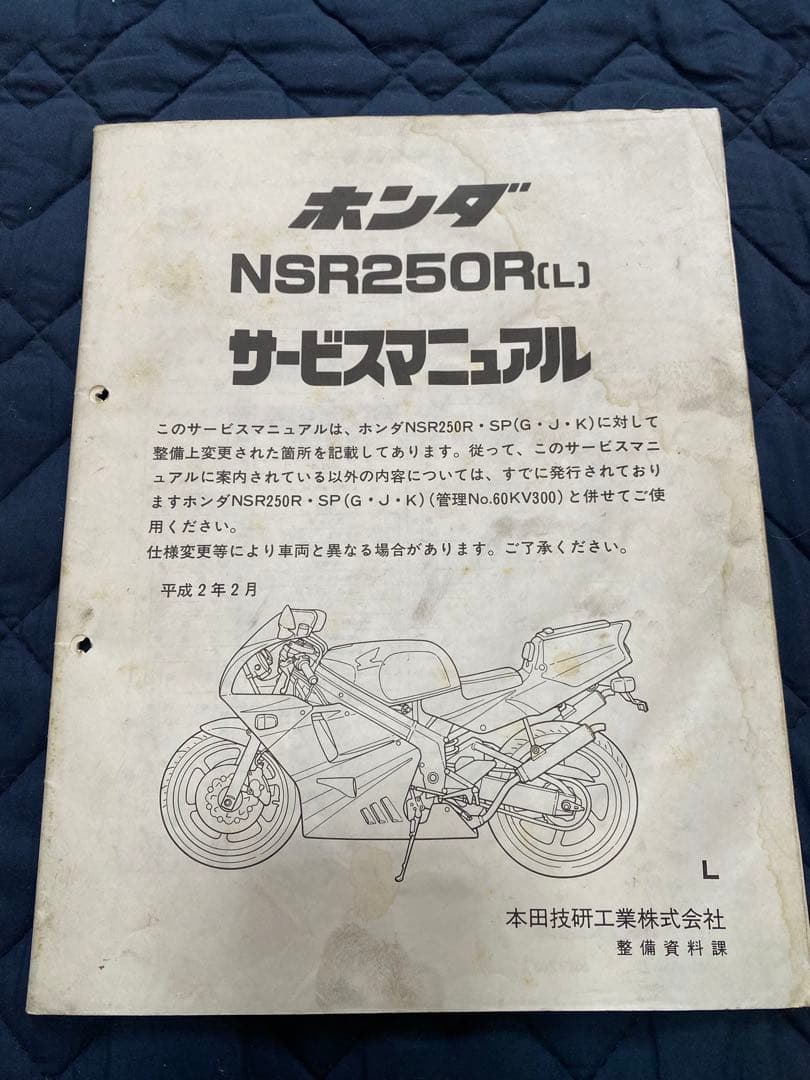 ホンダ
NSR250R(L)
サービスマニュアル
このサービスマニュアルは、ホンダNSR250R・SP(G・J・K)に対して
整備上変更された箇所を記載してあります。従って、このサービスマニ
ュアルに案内されている以外の内容については、すでに発行されており
ますホンダNSR250R・SP(G・J・K)(管理No.60KV300)と併せてご使
用ください。
仕様変更等により車両と異なる場合があります。ご了承ください。
平成2年2月
L
本田技研工業株式会社
整備資料課